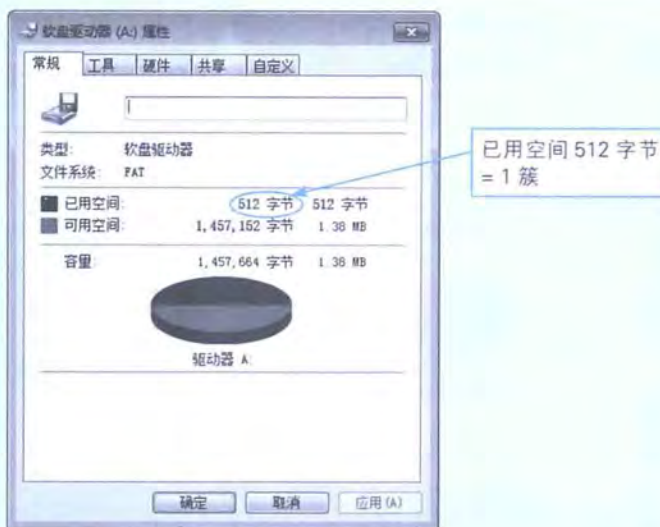 软盘驱动器 (A:) 属性
常规 工具 硬件 共享 自定义
类型: 软盘驱动器
文件系统: FAT
已用空间: 512 字节 512 字节
可用空间: 1,457,152 字节 1.38 MB
容量: 1,457,664 字节 1.38 MB
驱动器 A:
确定 取消 应用(A)
已用空间 512 字节
= 1 簇